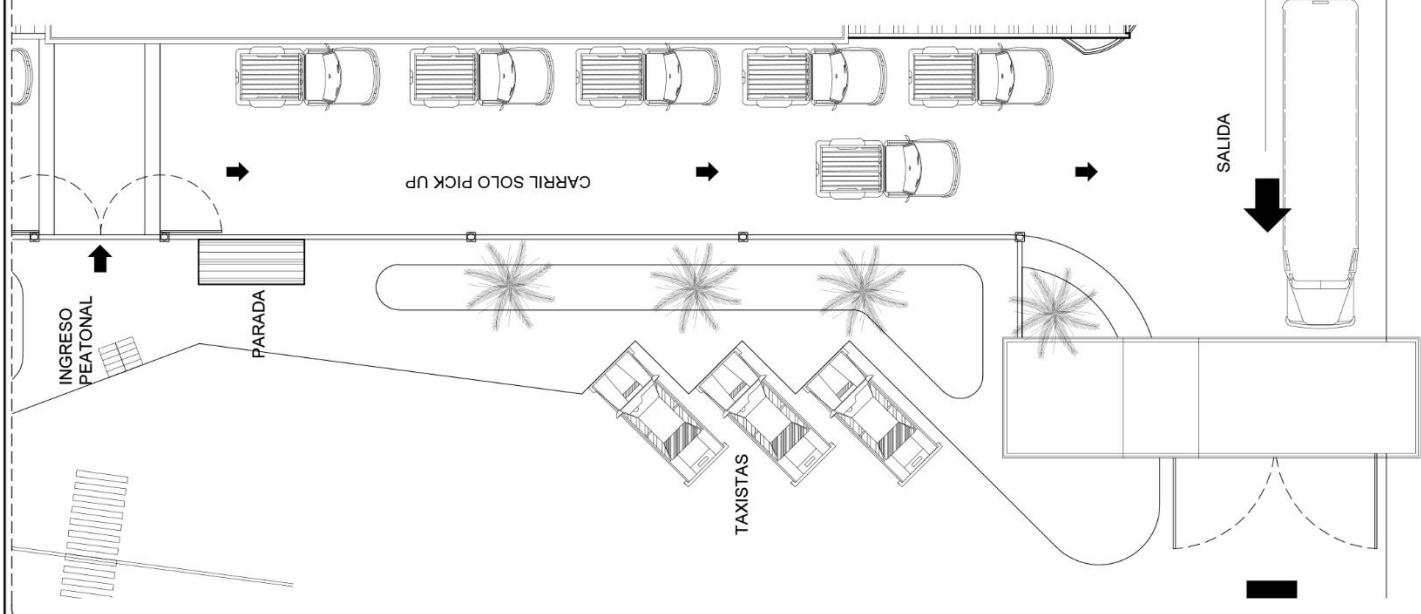 CARRIL SOLO PICK UP
SALIDA
INGRESO
PEATONAL
PARADA
TAXISTAS